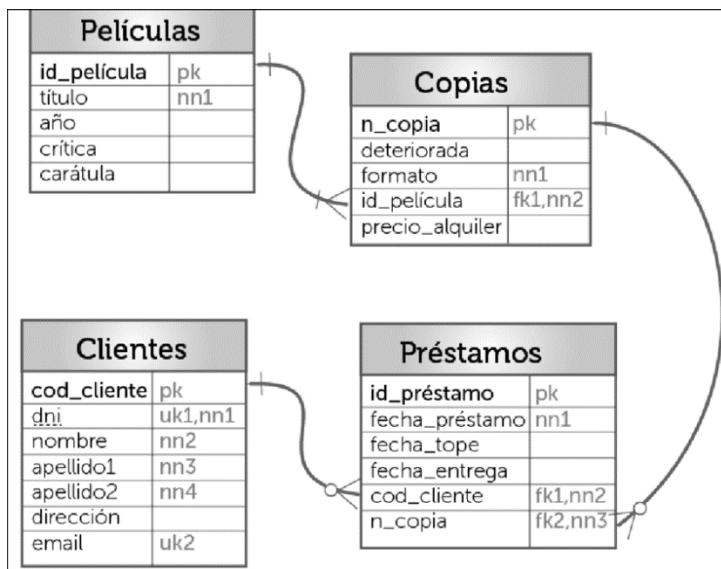 Películas
id_película pk
título nn1
año
crítica
carátula
Copias
n_copia pk
deteriorada
formato nn1
id_película fk1,nn2
precio_alquiler
Clientes
cod_cliente pk
dni uk1,nn1
nombre nn2
apellido1 nn3
apellido2 nn4
dirección
email uk2
Préstamos
id_préstamo pk
fecha_préstamo nn1
fecha_tope
fecha_entrega
cod_cliente fk1,nn2
n_copia fk2,nn3